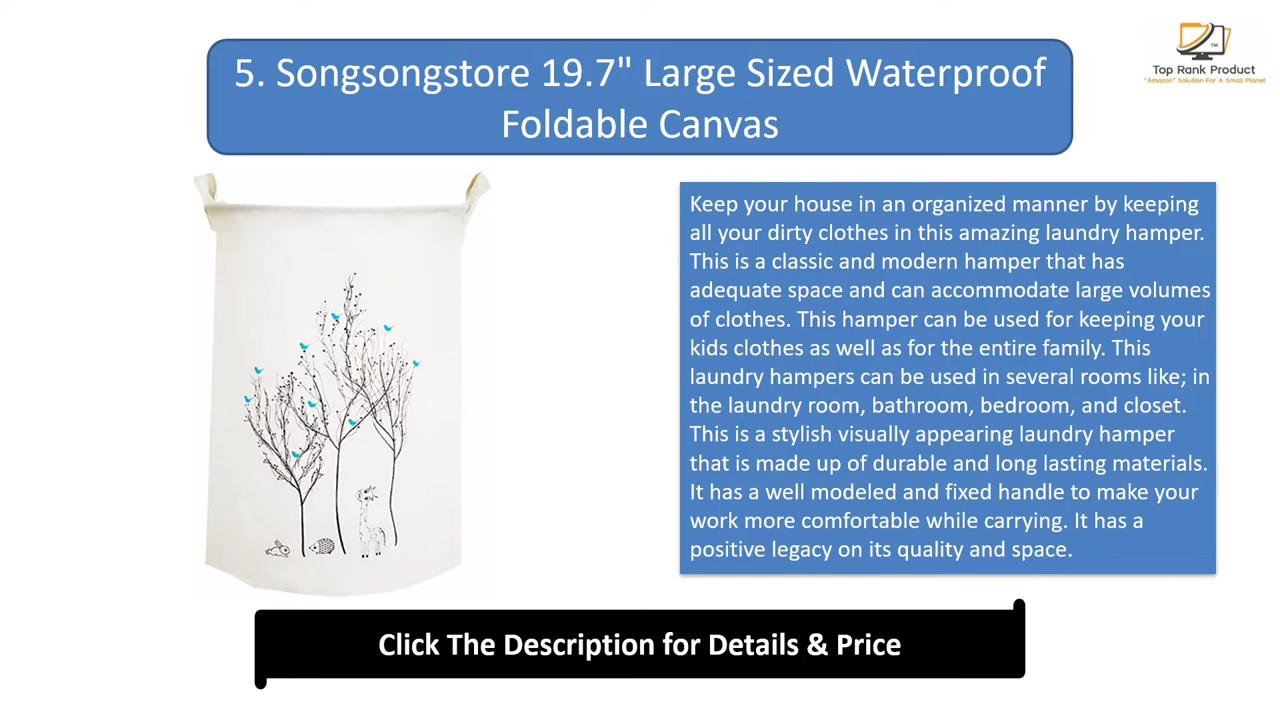 5. Songsongstore 19.7" Large Sized Waterproof
Foldable Canvas
TM
Top Rank Product
"Amazon" Solution For A Small Planet
Keep your house in an organized manner by keeping
all your dirty clothes in this amazing laundry hamper.
This is a classic and modern hamper that has
adequate space and can accommodate large volumes
of clothes. This hamper can be used for keeping your
kids clothes as well as for the entire family. This
laundry hampers can be used in several rooms like; in
the laundry room, bathroom, bedroom, and closet.
This is a stylish visually appearing laundry hamper
that is made up of durable and long lasting materials.
It has a well modeled and fixed handle to make your
work more comfortable while carrying. It has a
positive legacy on its quality and space.
Click The Description for Details & Price